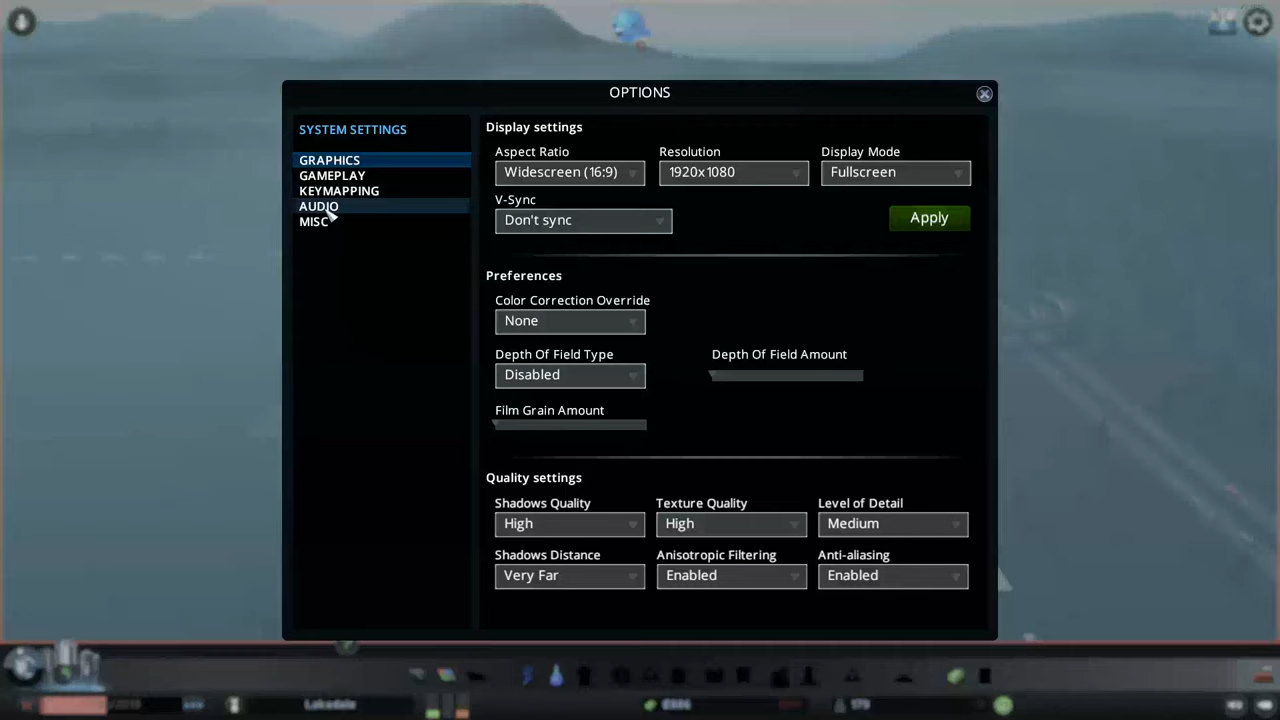 OPTIONS
SYSTEM SETTINGS
GRAPHICS
GAMEPLAY
KEYMAPPING
AUDIO
MISC
Display settings
Aspect Ratio Resolution Display Mode
Widescreen (16:9) 1920x1080 Fullscreen
V-Sync
Don't sync Apply
Preferences
Color Correction Override
None
Depth Of Field Type Depth Of Field Amount
Disabled
Film Grain Amount
Quality settings
Shadows Quality Texture Quality Level of Detail
High High Medium
Shadows Distance Anisotropic Filtering Anti-aliasing
Very Far Enabled Enabled